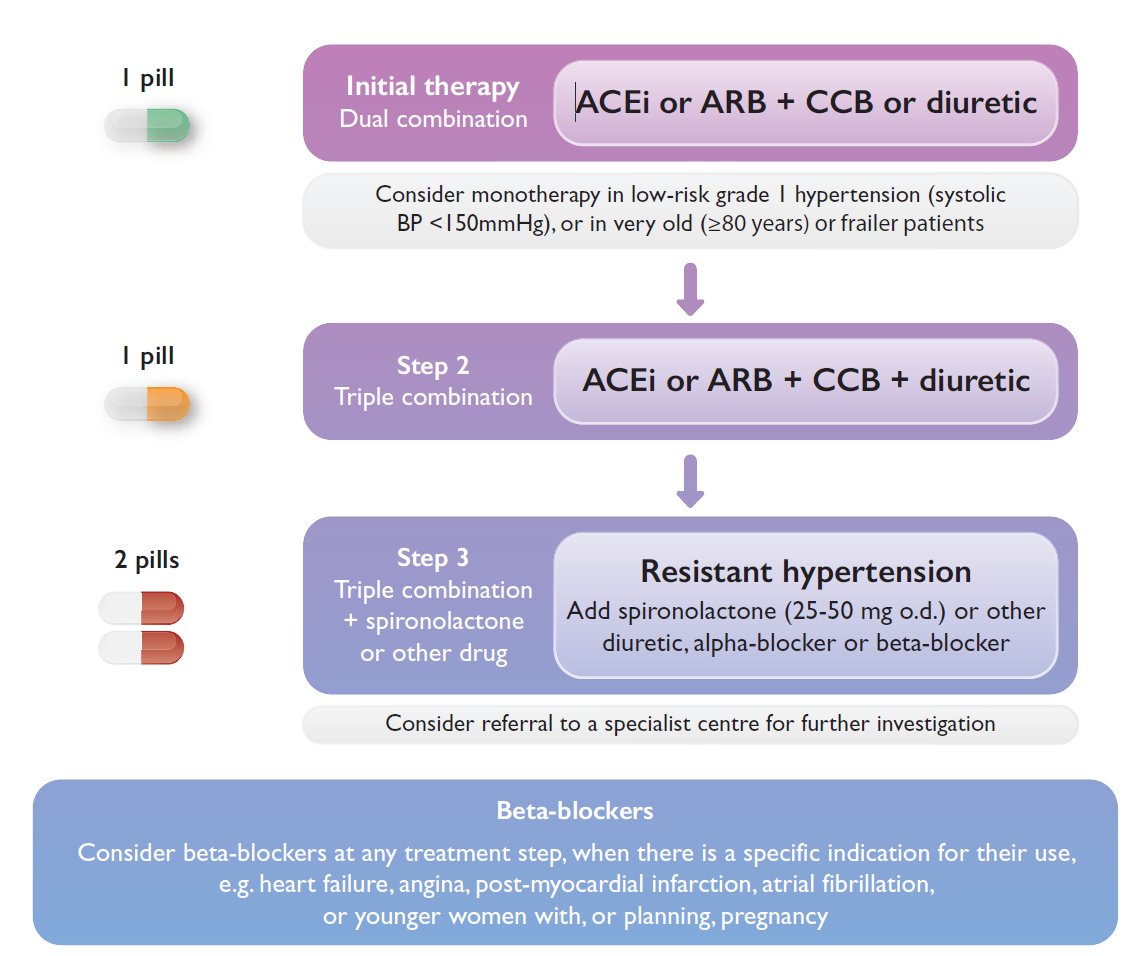 1 pill
Initial therapy
Dual combination
ACEi or ARB + CCB or diuretic
Consider monotherapy in low-risk grade 1 hypertension (systolic
BP <150mmHg), or in very old (≥80 years) or frailer patients
1 pill
Step 2
Triple combination
ACEi or ARB + CCB + diuretic
2 pills
Step 3
Triple combination
+ spironolactone
or other drug
Resistant hypertension
Add spironolactone (25-50 mg o.d.) or other
diuretic, alpha-blocker or beta-blocker
Consider referral to a specialist centre for further investigation
Beta-blockers
Consider beta-blockers at any treatment step, when there is a specific indication for their use,
e.g. heart failure, angina, post-myocardial infarction, atrial fibrillation,
or younger women with, or planning, pregnancy